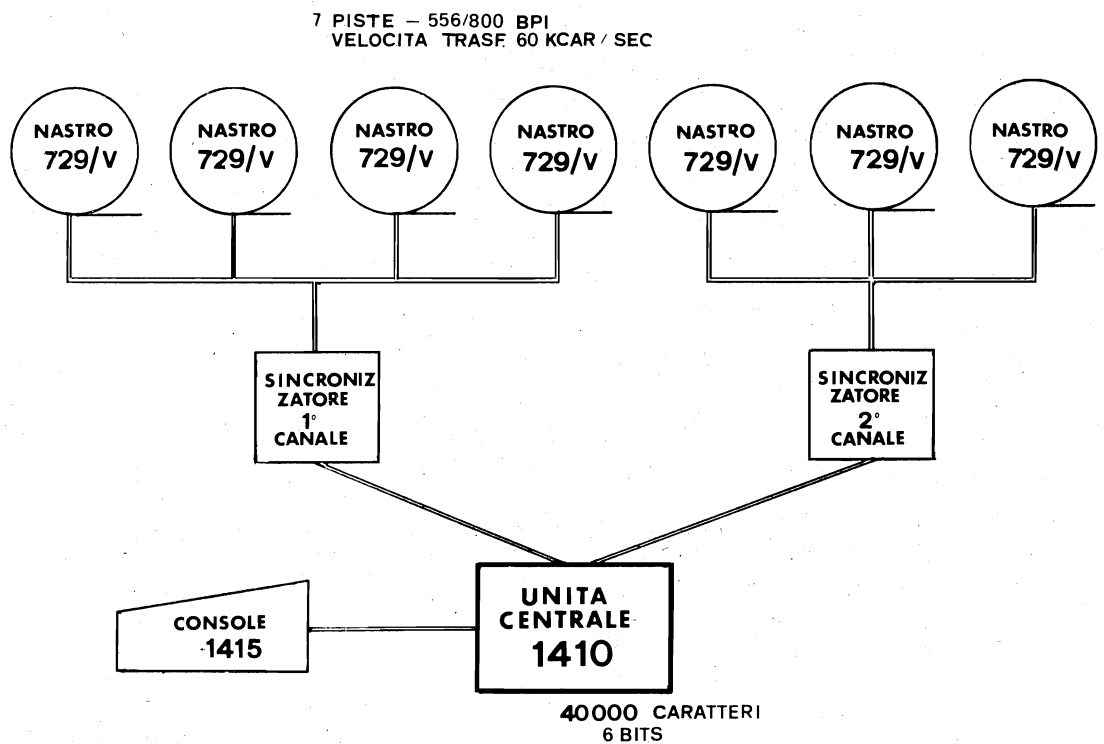 7 PISTE – 556/800 BPI
VELOCITA TRASF. 60 KCAR / SEC
NASTRO
729/V
NASTRO
729/V
NASTRO
729/V
NASTRO
729/V
NASTRO
729/V
NASTRO
729/V
NASTRO
729/V
SINCRONIZ
ZATORE
1°
CANALE
SINCRONIZ
ZATORE
2°
CANALE
UNITA
CENTRALE
1410
CONSOLE
1415
40000 CARATTERI
6 BITS